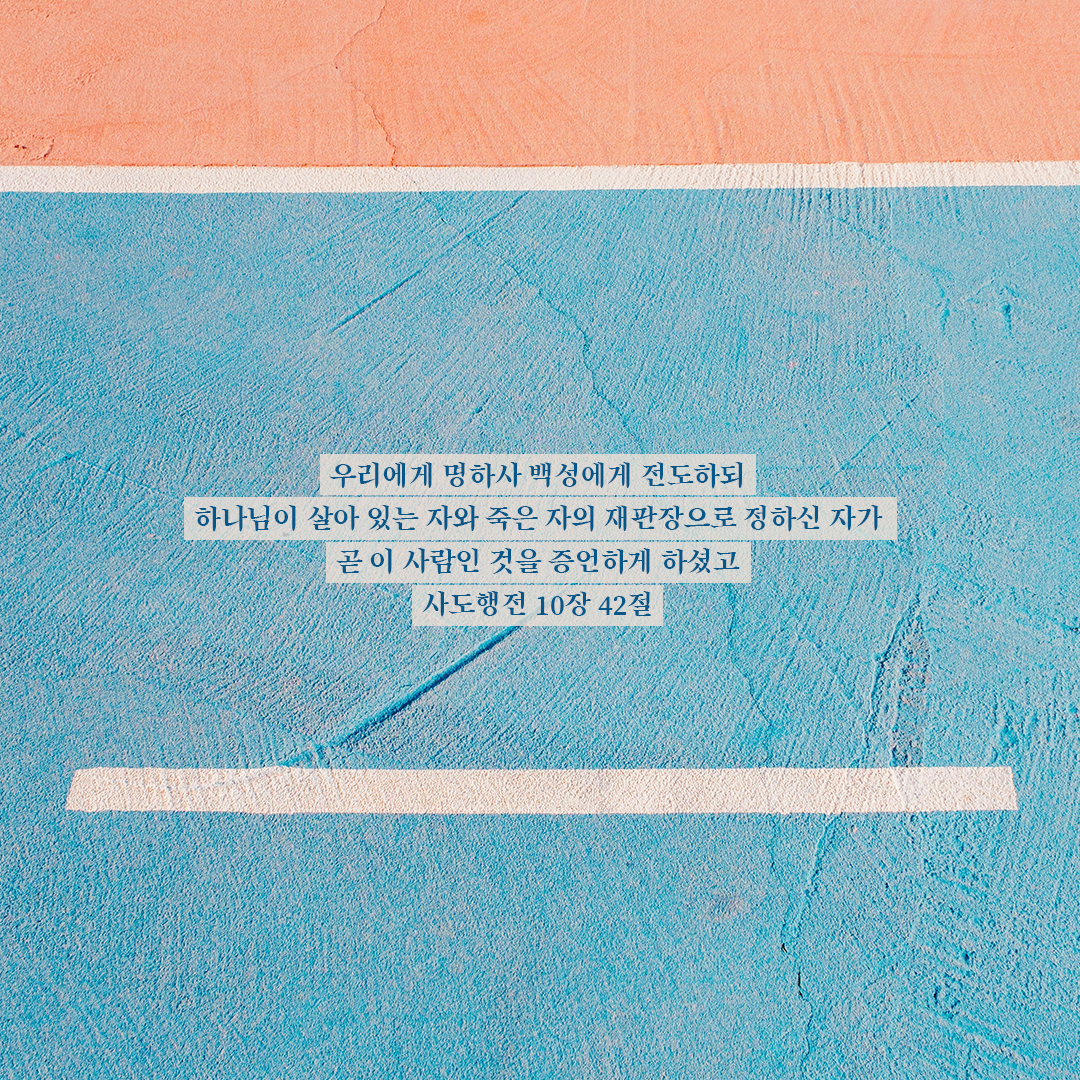 우리에게 명하사 백성에게 전도하되
하나님이 살아 있는 자와 죽은 자의 재판장으로 정하신 자가
곧 이 사람인 것을 증언하게 하셨고
사도행전 10장 42절